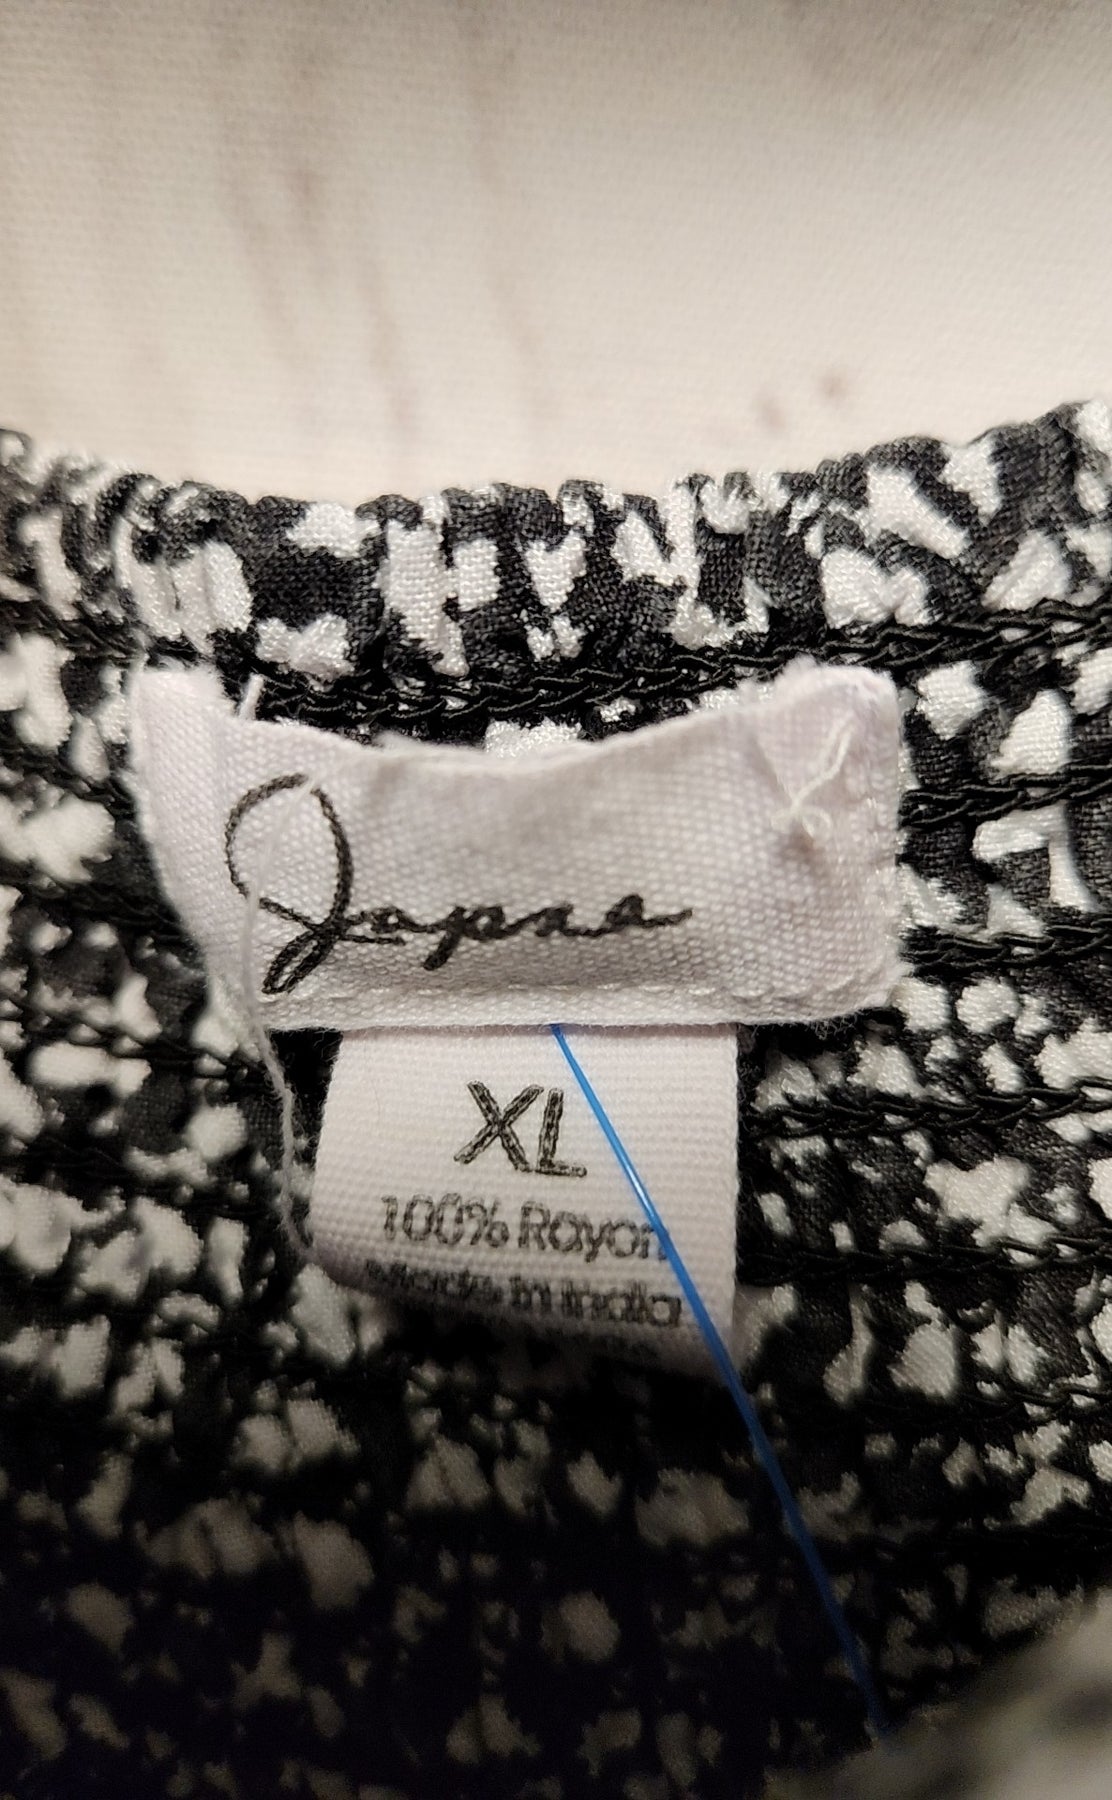 Japna
XL
100% Rayon
Made in India